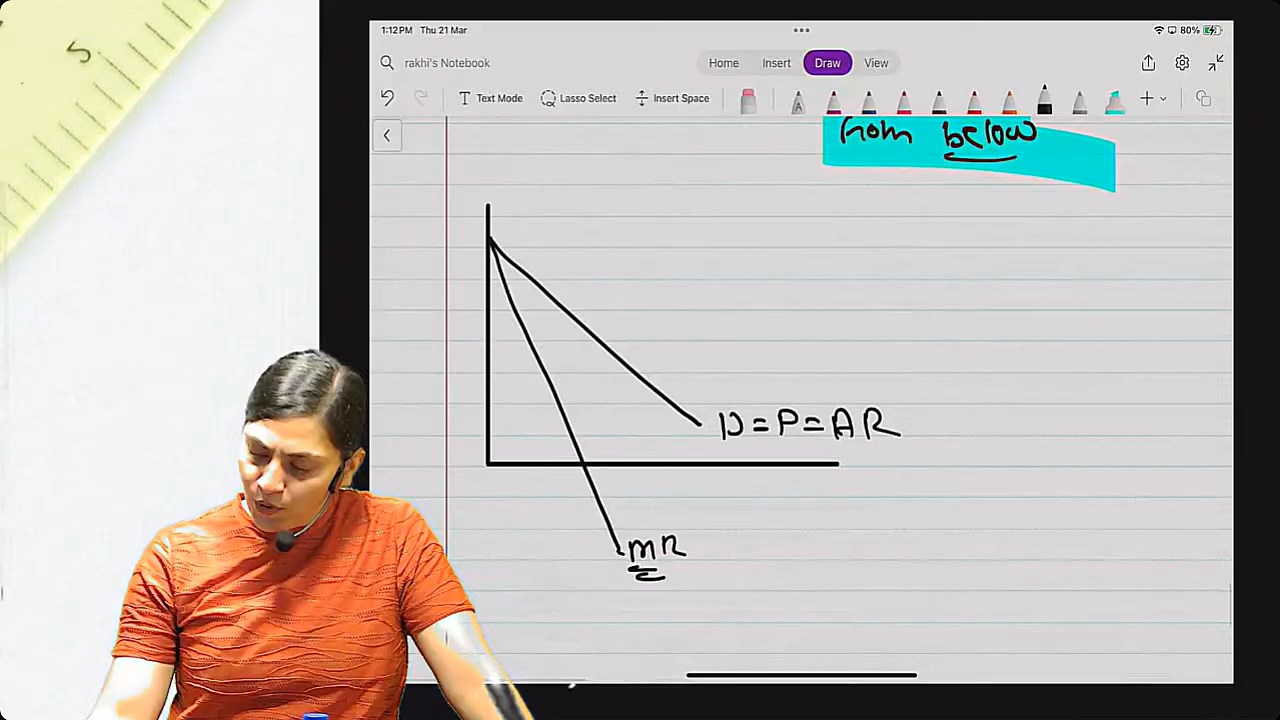 5
1:12 PM Thu 21 Mar
80%
rakhi's Notebook
Home Insert Draw View
Text Mode Lasso Select Insert Space
from below
D = P = AR
MR